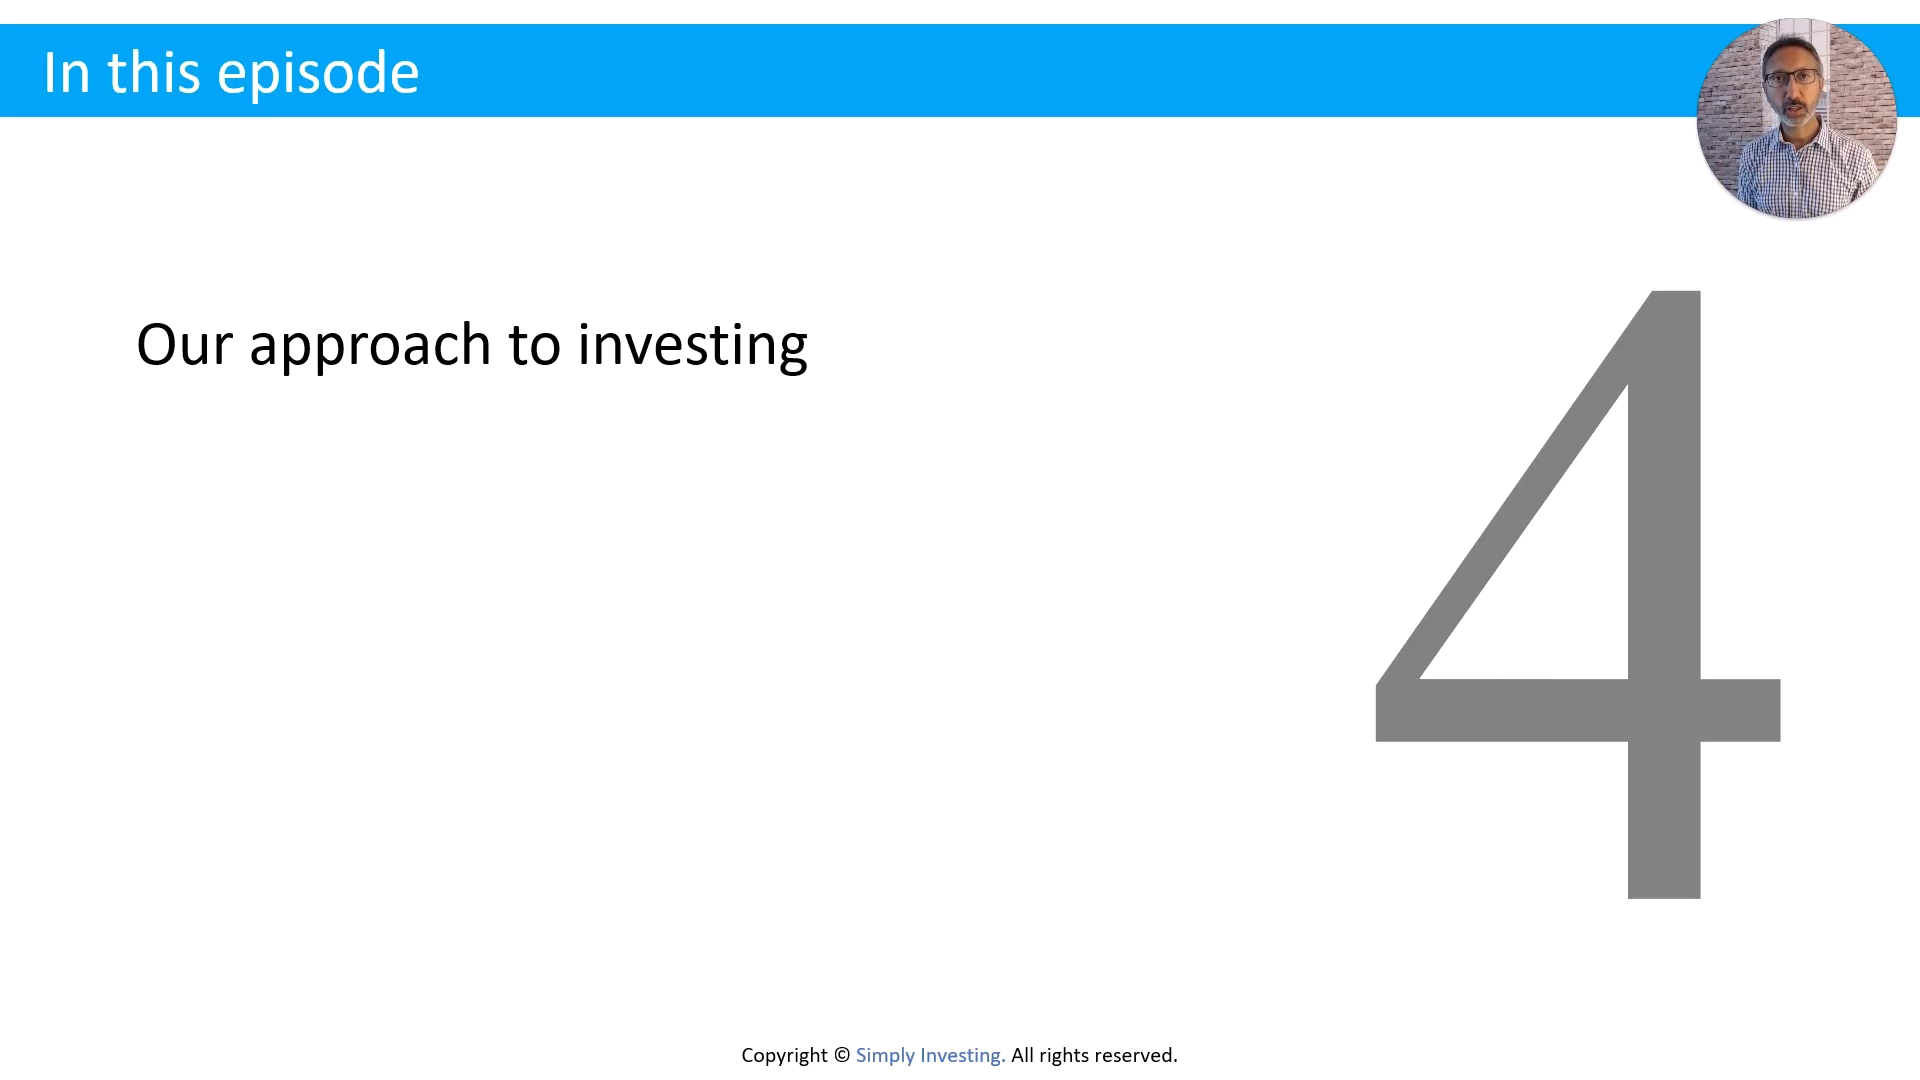 In this episode
Our approach to investing
4
Copyright © Simply Investing. All rights reserved.